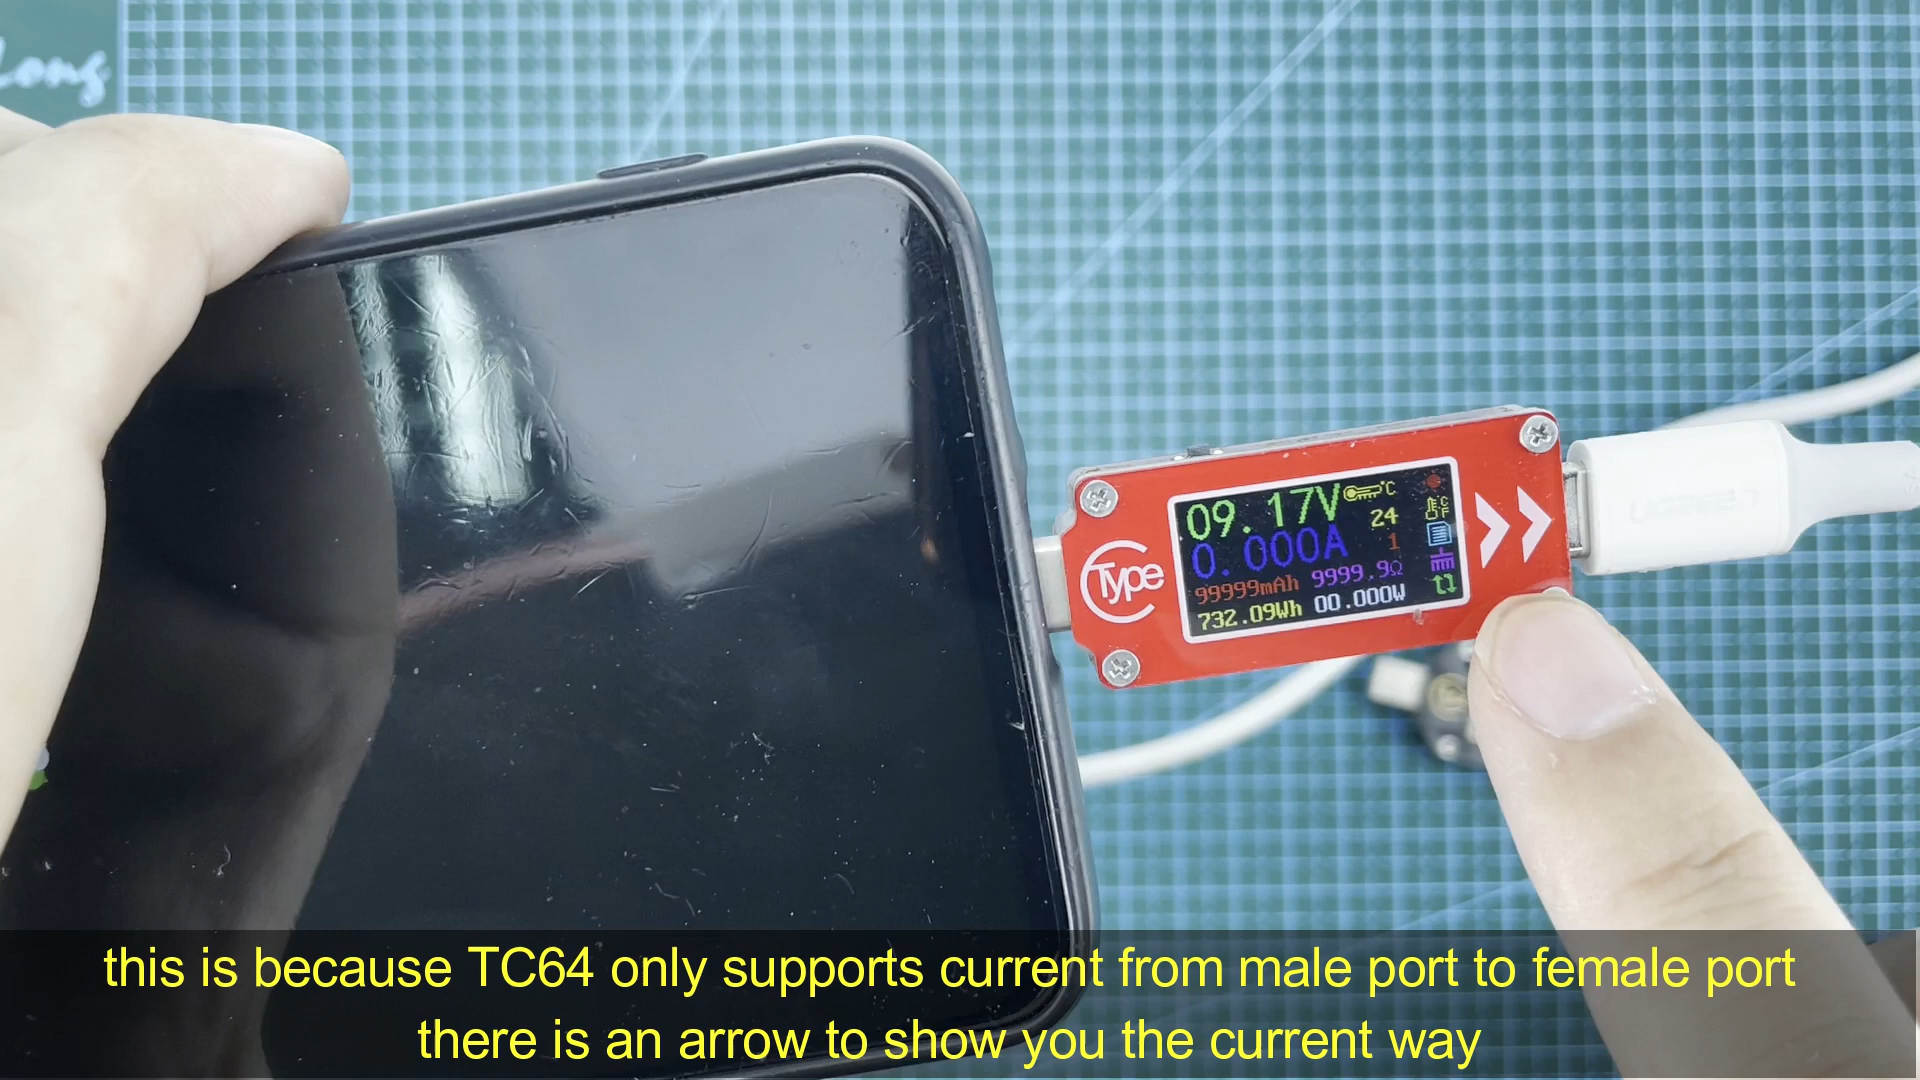 Long
Type
09.17V
°C
24
0.000A
1
99999mAh 9999.9Ω
732.09Wh 00.000W
this is because TC64 only supports current from male port to female port
there is an arrow to show you the current way